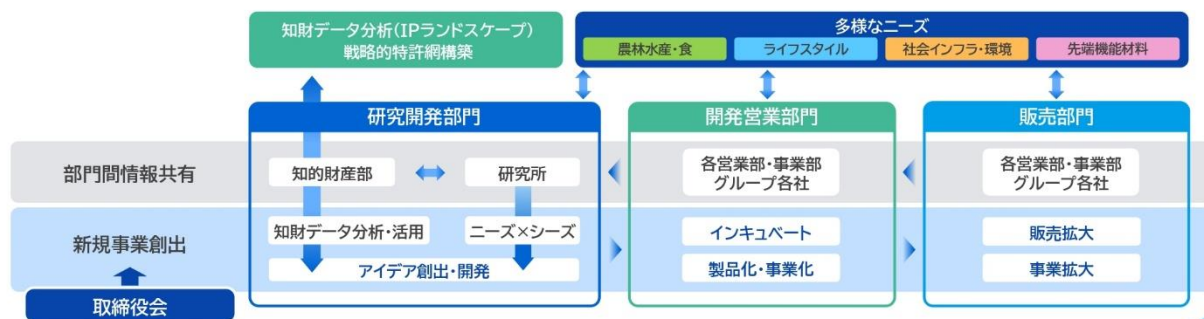 知財データ分析(IPランドスケープ)
戦略的特許網構築
多様なニーズ
農林水産・食
ライフスタイル
社会インフラ・環境
先端機能材料
研究開発部門
開発営業部門
販売部門
部門間情報共有
知的財産部
研究所
各営業部・事業部
グループ各社
各営業部・事業部
グループ各社
新規事業創出
知財データ分析・活用
ニーズ×シーズ
アイデア創出・開発
インキュベート
製品化・事業化
販売拡大
事業拡大
取締役会